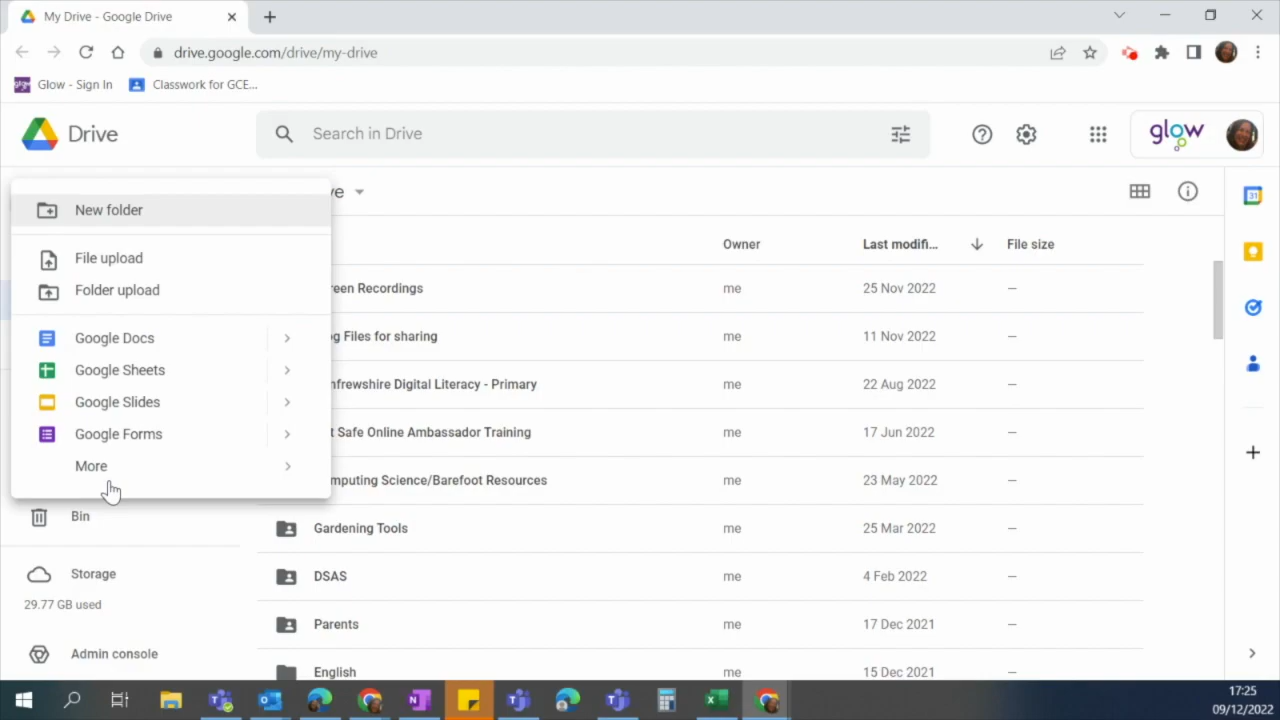 My Drive - Google Drive
drive.google.com/drive/my-drive
Glow - Sign In
Classwork for GCE...
Drive
Search in Drive
glow
ve
New folder
File upload
Folder upload
Google Docs
Google Sheets
Google Slides
Google Forms
More
Bin
Storage
29.77 GB used
Admin console
Owner
Last modifi...
File size
reen Recordings
me
25 Nov 2022
—
g Files for sharing
me
11 Nov 2022
—
nfrewshire Digital Literacy - Primary
me
22 Aug 2022
—
t Safe Online Ambassador Training
me
17 Jun 2022
—
mputing Science/Barefoot Resources
me
23 May 2022
—
Gardening Tools
me
25 Mar 2022
—
DSAS
me
4 Feb 2022
—
Parents
me
17 Dec 2021
—
English
me
15 Dec 2021
—
31
17:25
09/12/2022